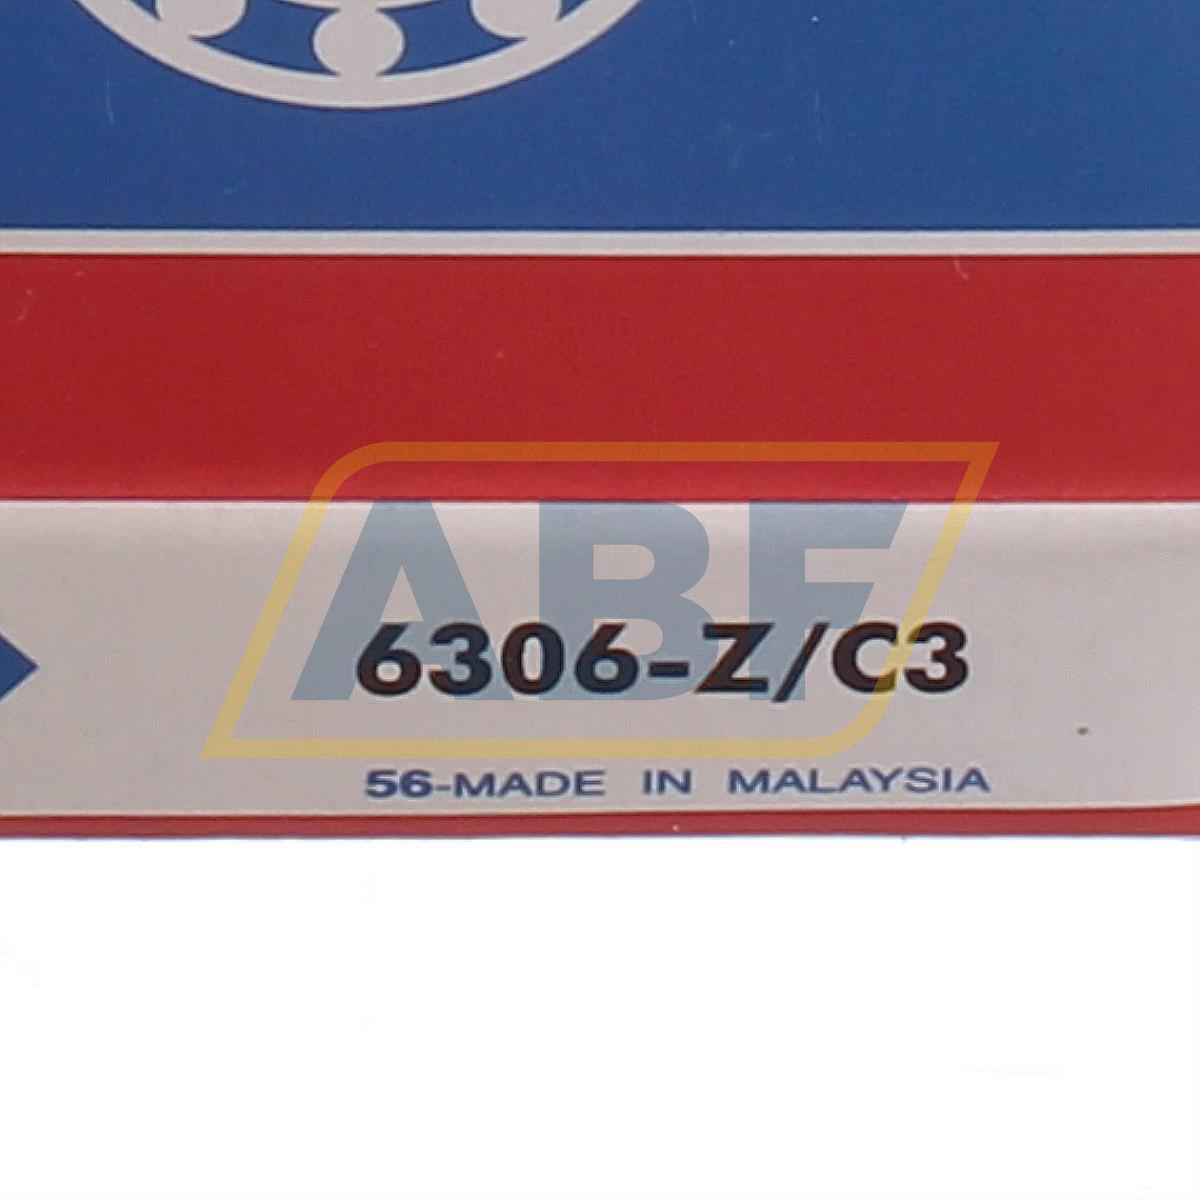 ABF
6306-Z/C3
56-MADE IN MALAYSIA